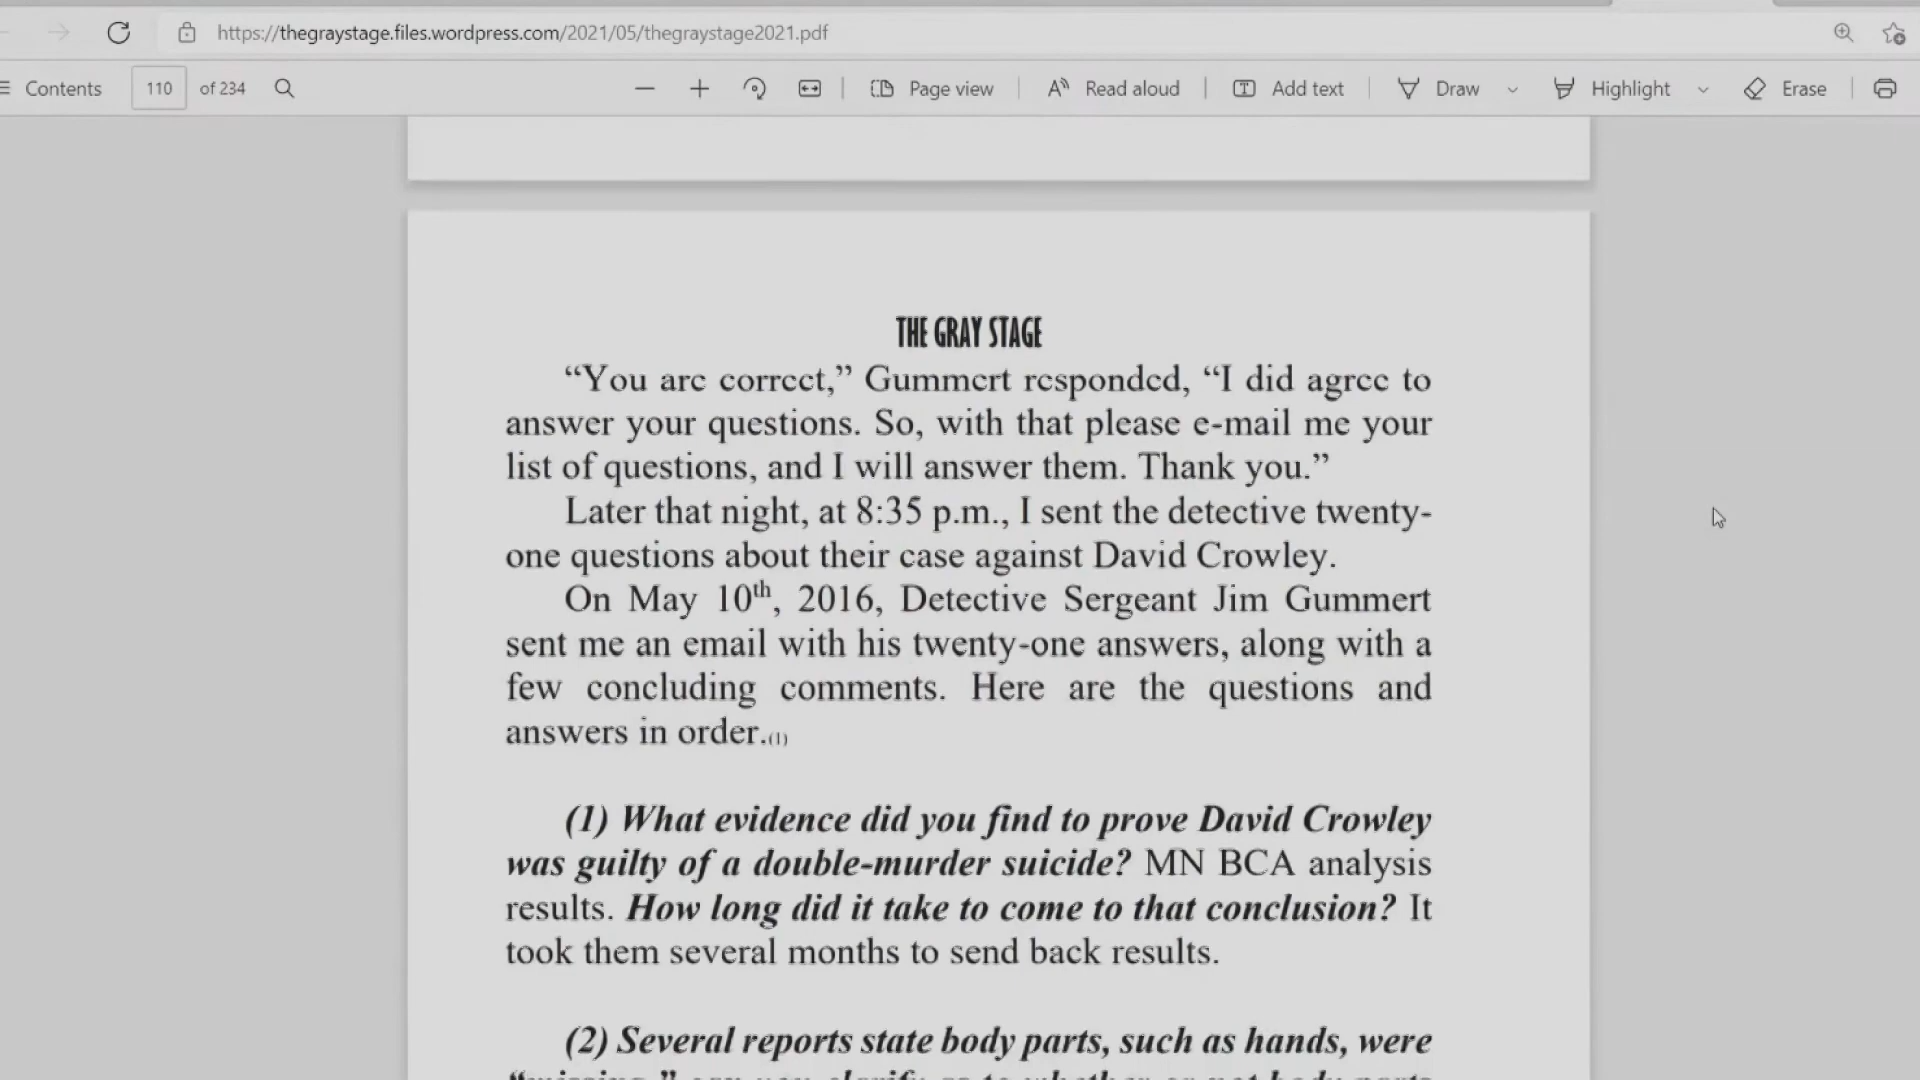 https://thegraystage.files.wordpress.com/2021/05/thegraystage2021.pdf
Contents 110 of 234 Page view Read aloud Add text Draw Highlight Erase
THE GRAY STAGE
“You are correct,” Gummert responded, “I did agree to
answer your questions. So, with that please e-mail me your
list of questions, and I will answer them. Thank you.”
Later that night, at 8:35 p.m., I sent the detective twenty-
one questions about their case against David Crowley.
On May 10th, 2016, Detective Sergeant Jim Gummert
sent me an email with his twenty-one answers, along with a
few concluding comments. Here are the questions and
answers in order.(1)
(1) What evidence did you find to prove David Crowley
was guilty of a double-murder suicide? MN BCA analysis
results. How long did it take to come to that conclusion? It
took them several months to send back results.
(2) Several reports state body parts, such as hands, were